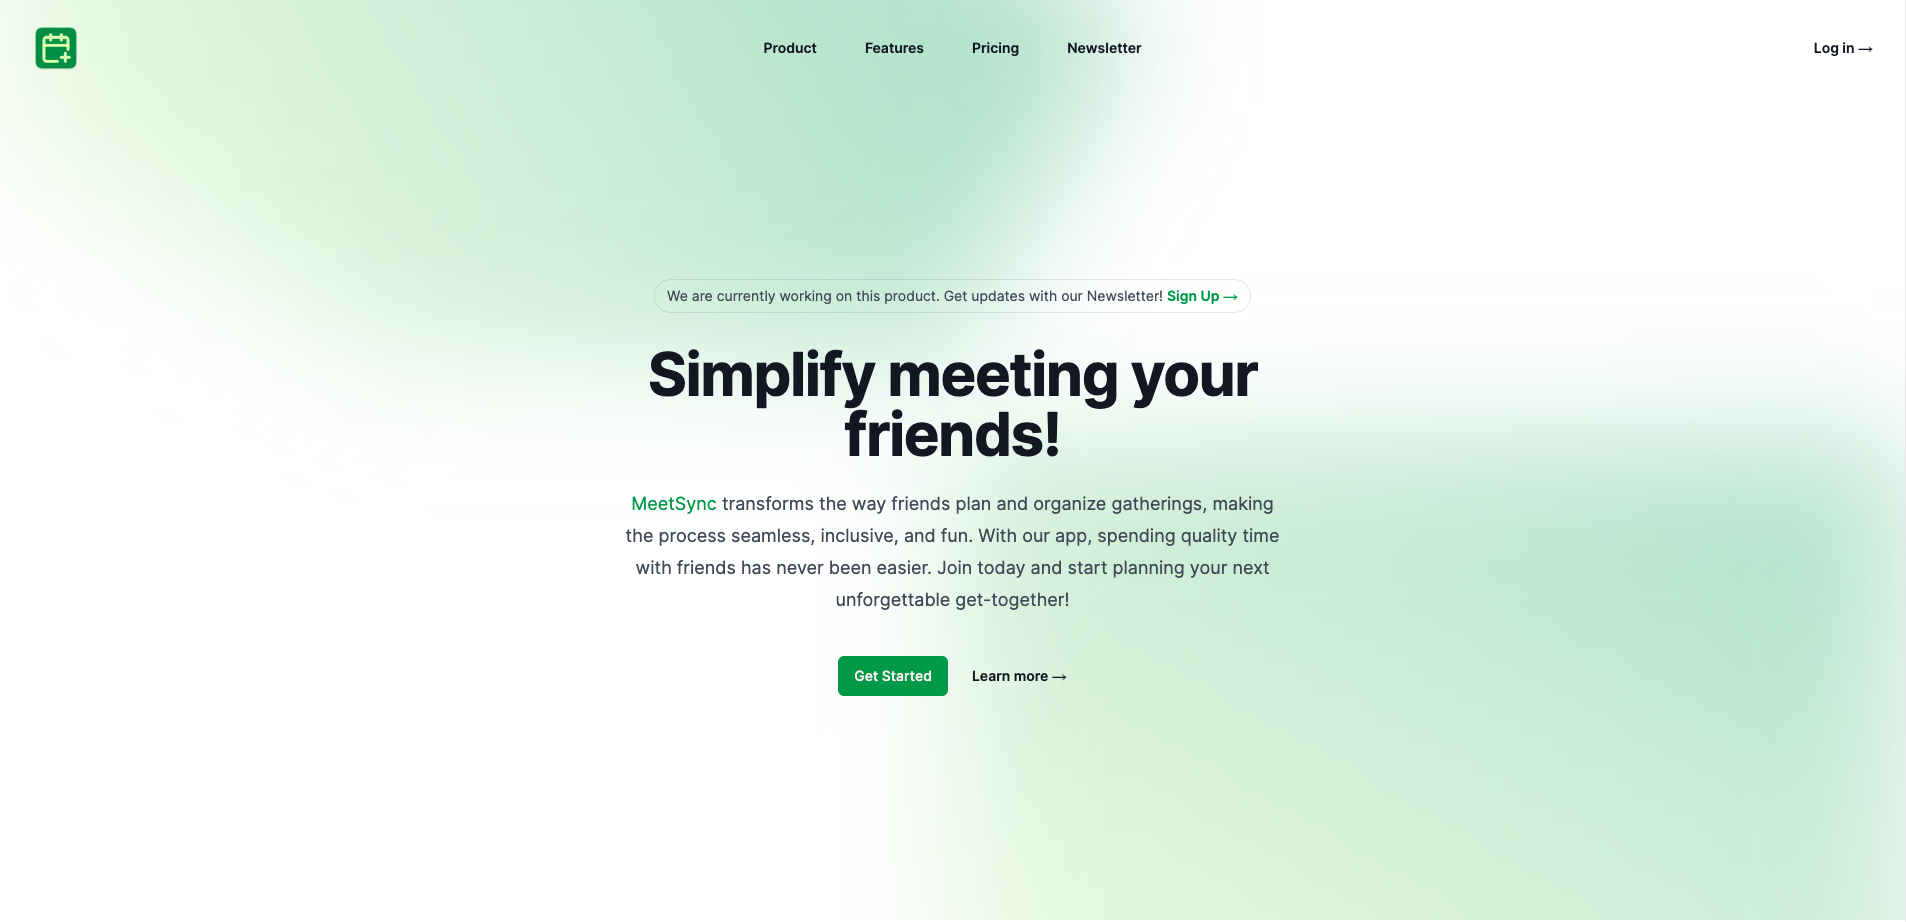 Product Features Pricing Newsletter Log in →
We are currently working on this product. Get updates with our Newsletter! Sign Up →
Simplify meeting your
friends!
MeetSync transforms the way friends plan and organize gatherings, making
the process seamless, inclusive, and fun. With our app, spending quality time
with friends has never been easier. Join today and start planning your next
unforgettable get-together!
Get Started Learn more →